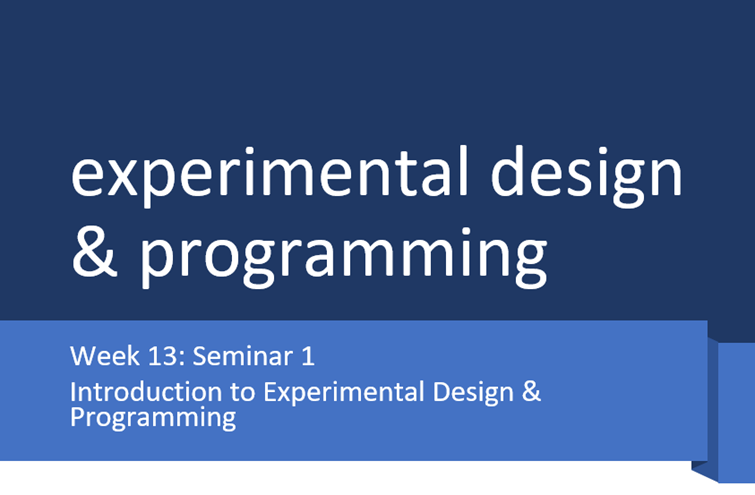 experimental design
& programming
Week 13: Seminar 1
Introduction to Experimental Design &
Programming